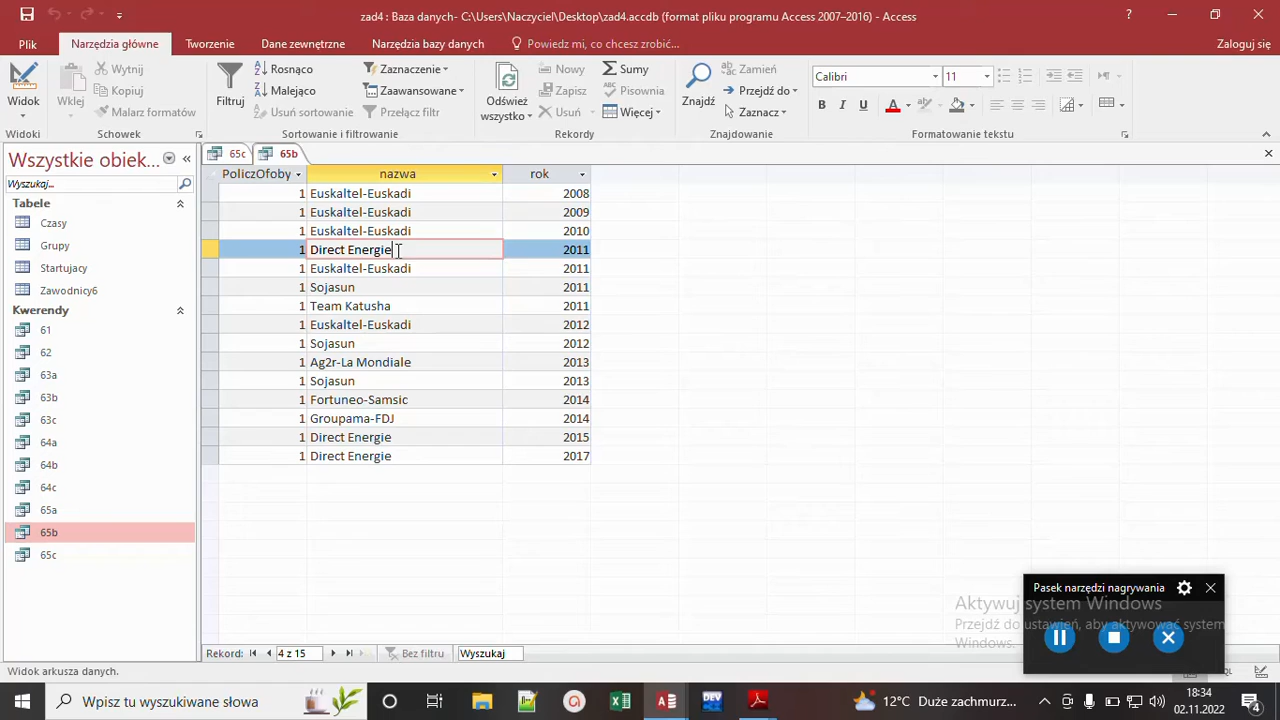 zad4 : Baza danych- C:\Users\Naczyciel\Desktop\zad4.accdb (format pliku programu Access 2007–2016) - Access
Plik Narzędzia główne Tworzenie Dane zewnętrzne Narzędzia bazy danych Powiedz mi, co chcesz zrobić... Zaloguj się
Widok
Wklej
Wytnij
Kopiuj
Malarz formatów
Filtruj
Rosnąco
Malejąco
Zaznaczenie
Zaawansowane
Przełącz filtr
Odśwież
wszystko
Nowy
Zapisz
Usuń
Sumy
Pisownia
Więcej
Znajdź
Zamień
Przejdź do
Zaznacz
Calibri 11
B I U A
Widoki Schowek Sortowanie i filtrowanie Rekordy Znajdowanie Formatowanie tekstu
Wszystkie obiek...
Wyszukaj...
Tabele
Czasy
Grupy
Startujacy
Zawodnicy6
Kwerendy
61
62
63a
63b
63c
64a
64b
64c
65a
65b
65c
65c 65b
PoliczOfoby nazwa rok
1 Euskaltel-Euskadi 2008
1 Euskaltel-Euskadi 2009
1 Euskaltel-Euskadi 2010
1 Direct Energie 2011
1 Euskaltel-Euskadi 2011
1 Sojasun 2011
1 Team Katusha 2011
1 Euskaltel-Euskadi 2012
1 Sojasun 2012
1 Ag2r-La Mondiale 2013
1 Sojasun 2013
1 Fortuneo-Samsic 2014
1 Groupama-FDJ 2014
1 Direct Energie 2015
1 Direct Energie 2017
Pasek narzędzi nagrywania
Aktywuj system Windows
Przejdź do ustawień, aby aktywować system
Windows.
Rekord: 4 z 15 Bez filtru Wyszukaj
Widok arkusza danych.
Wpisz tu wyszukiwane słowo
12°C Duże zachmurz...
18:34
02.11.2022
4